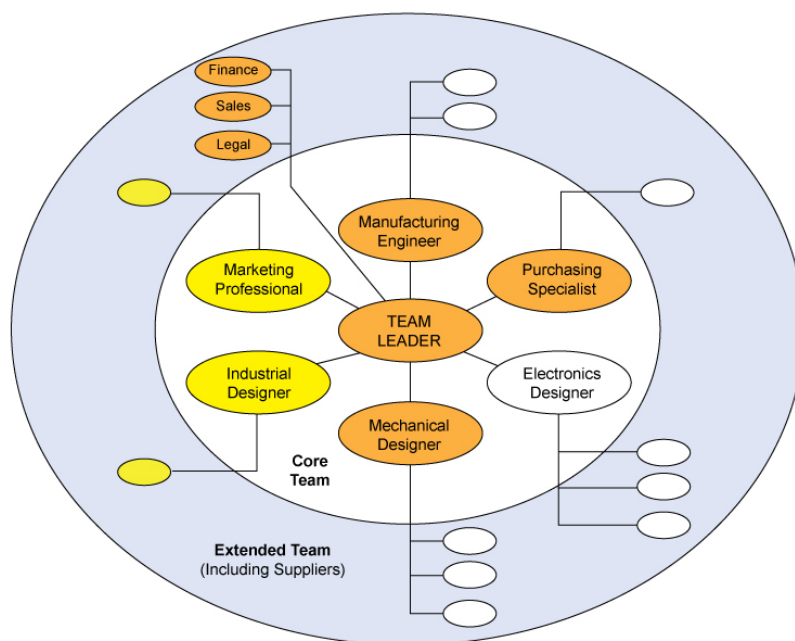 Finance
Sales
Legal
Manufacturing
Engineer
Marketing
Professional
Purchasing
Specialist
TEAM
LEADER
Industrial
Designer
Electronics
Designer
Mechanical
Designer
Core
Team
Extended Team
(Including Suppliers)